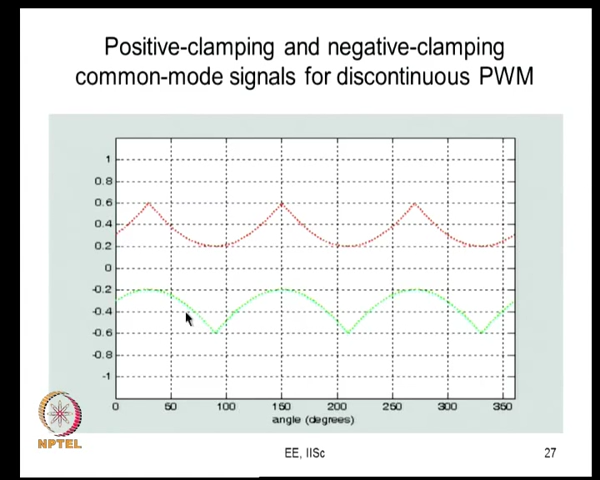 Positive-clamping and negative-clamping
common-mode signals for discontinuous PWM
1
0.8
0.6
0.4
0.2
0
-0.2
-0.4
-0.6
-0.8
-1
0 50 100 150 200 250 300 350
angle (degrees)
NPTEL
EE, IISc
27